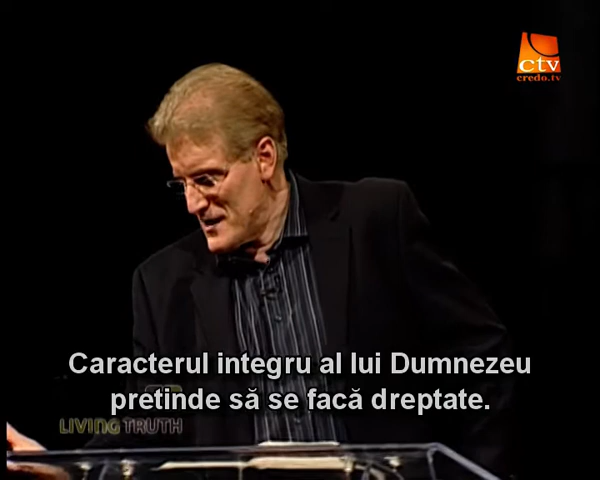 ctv
credo.tv
Caracterul integru al lui Dumnezeu
pretinde să se facă dreptate.
LIVING TRUTH